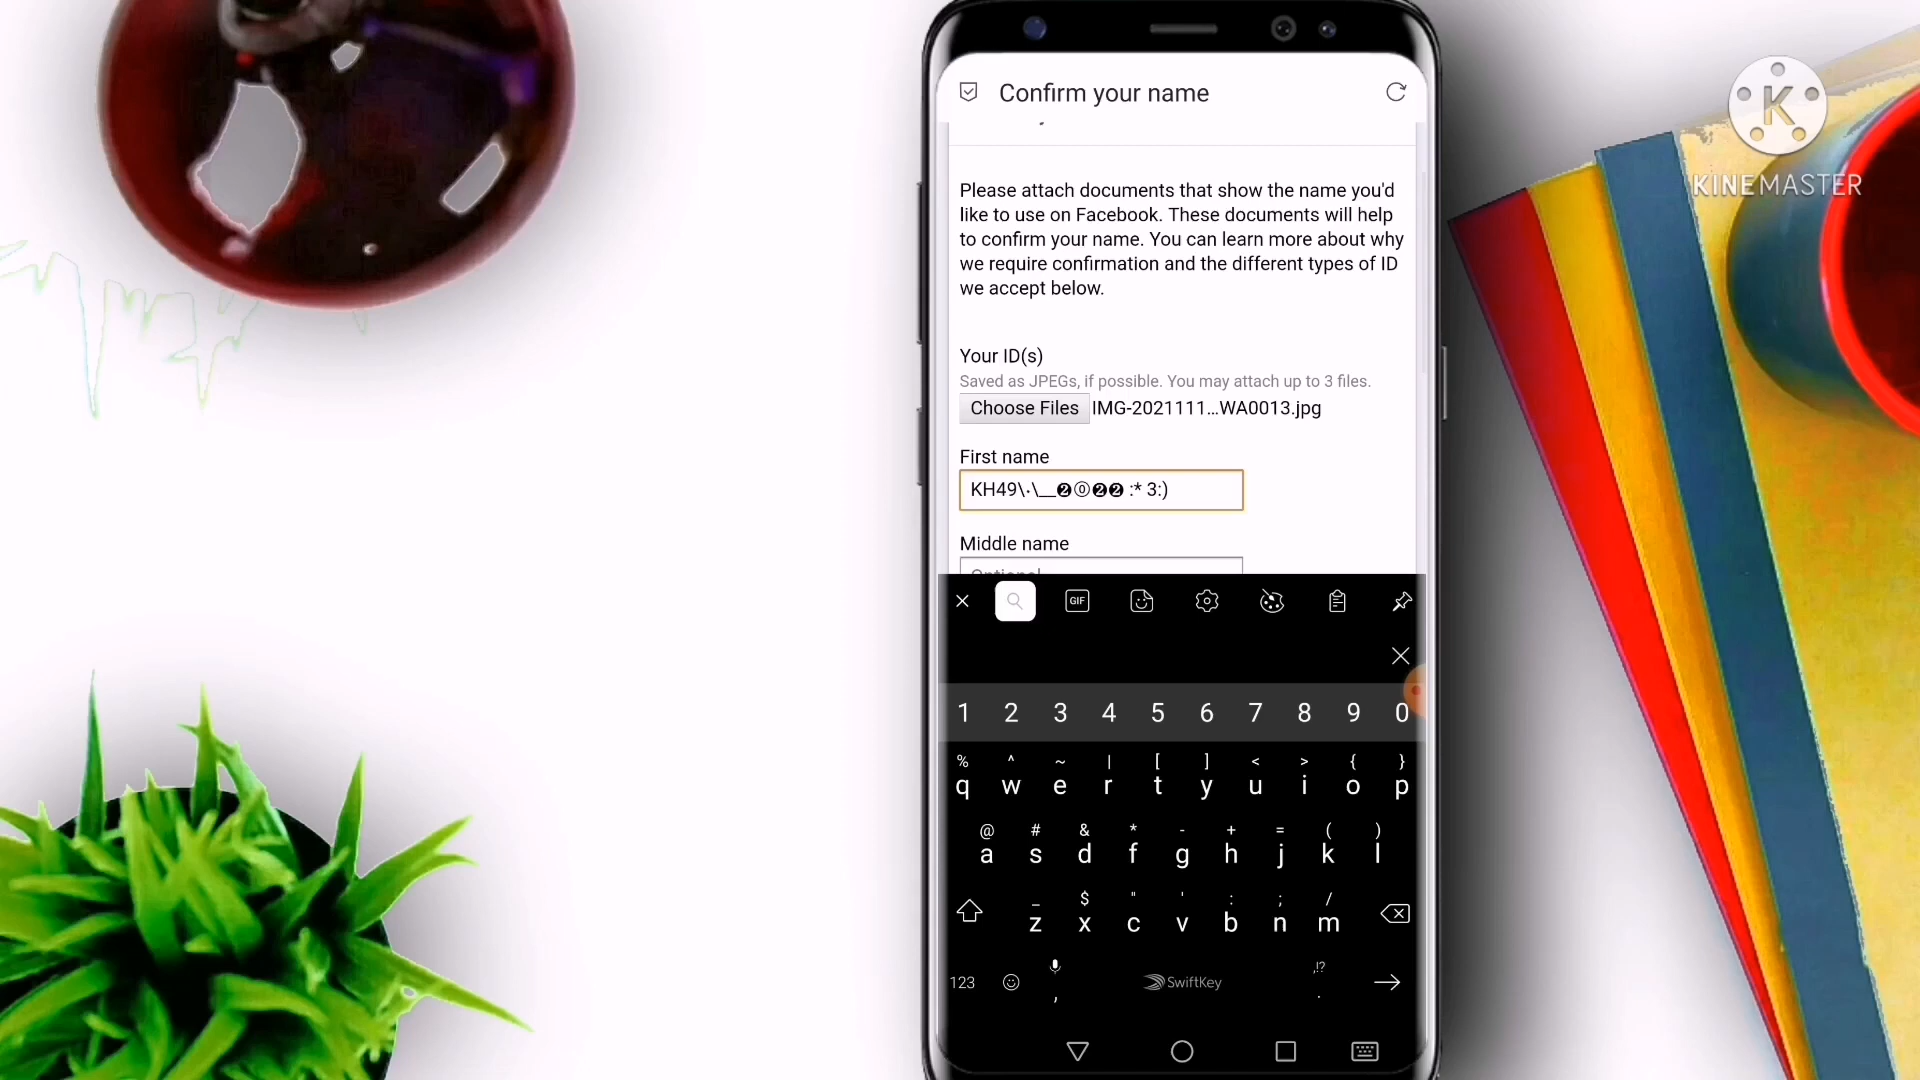 Confirm your name
Please attach documents that show the name you'd
like to use on Facebook. These documents will help
to confirm your name. You can learn more about why
we require confirmation and the different types of ID
we accept below.
Your ID(s)
Saved as JPEGs, if possible. You may attach up to 3 files.
Choose Files IMG-2021111...WA0013.jpg
First name
KH49\·\__❷⓪❷❷ :* 3:)
Middle name
GIF
1 2 3 4 5 6 7 8 9 0
% ^ ~ | [ ] < > { }
q w e r t y u i o p
@ # & * - + = ( )
a s d f g h j k l
_ $ " ' : ; /
z x c v b n m
123 , SwiftKey ,!? .
K
KINEMASTER